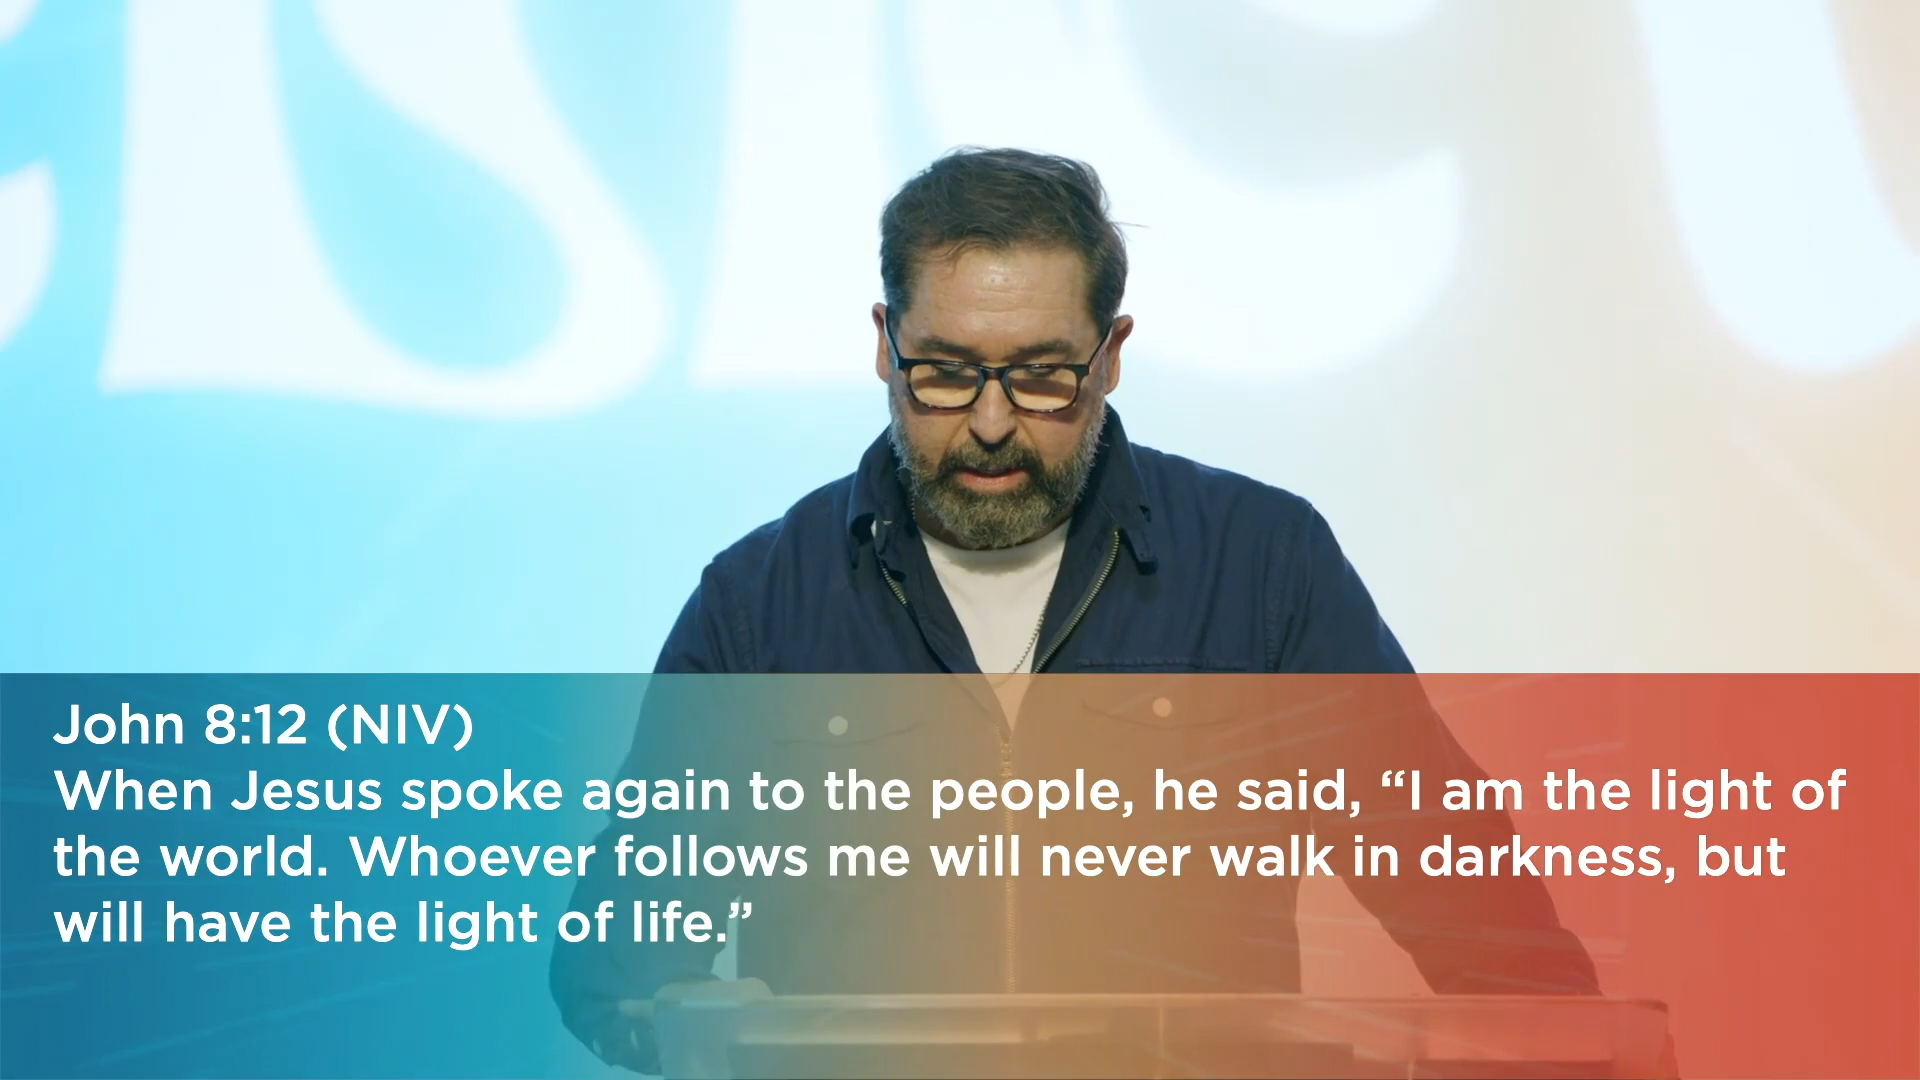 John 8:12 (NIV)
When Jesus spoke again to the people, he said, “I am the light of
the world. Whoever follows me will never walk in darkness, but
will have the light of life.”